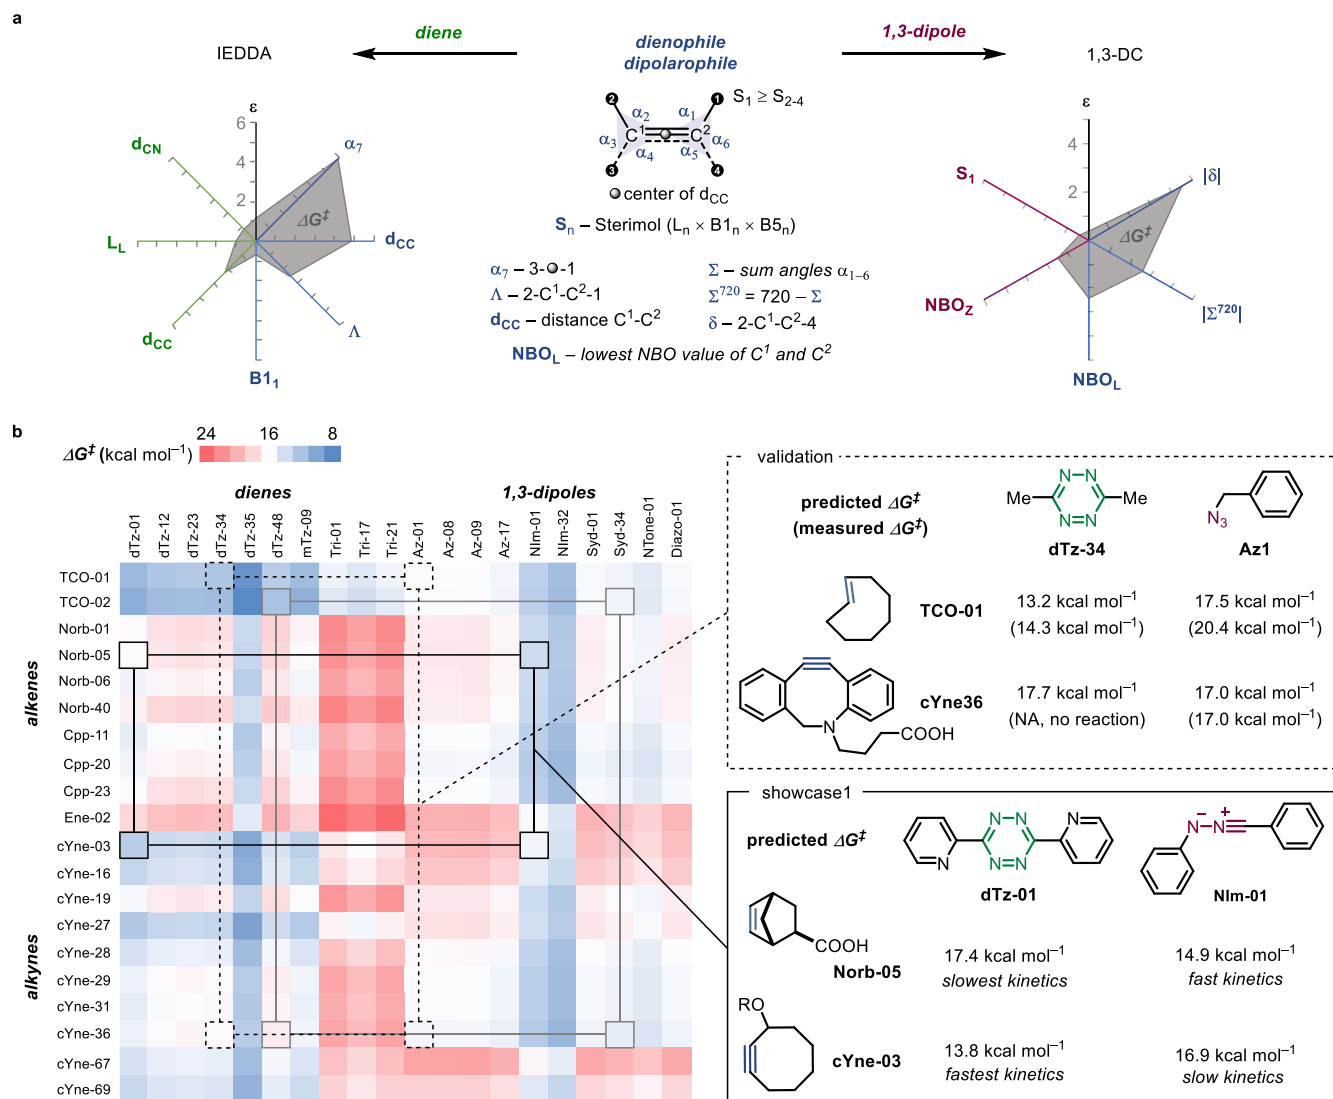 a
diene
1,3-dipole
IEDDA
dienophile
dipolarophile
1,3-DC
ε
6
4
2
dCN
α7
LL
dCC
ΔG‡
dCC
Λ
B11
2
1
S1 ≥ S2-4
α2
α1
C1
C2
α3
α4
α5
α6
3
4
center of dCC
Sn – Sterimol (Ln × B1n × B5n)
α7 – 3-●-1
Σ – sum angles α1–6
Λ – 2-C1-C2-1
Σ720 = 720 – Σ
dCC – distance C1-C2
δ – 2-C1-C2-4
NBOL – lowest NBO value of C1 and C2
ε
4
2
S1
|δ|
ΔG‡
NBOZ
|Σ720|
NBOL
b
24 16 8
ΔG‡ (kcal mol–1)
dienes
1,3-dipoles
dTz-01
dTz-12
dTz-23
dTz-34
dTz-35
dTz-48
mTz-09
Tri-01
Tri-17
Tri-21
Az-01
Az-08
Az-09
Az-17
NIm-01
NIm-32
Syd-01
Syd-34
NTone-01
Diazo-01
alkenes
TCO-01
TCO-02
Norb-01
Norb-05
Norb-06
Norb-40
Cpp-11
Cpp-20
Cpp-23
Ene-02
alkynes
cYne-03
cYne-16
cYne-19
cYne-27
cYne-28
cYne-29
cYne-31
cYne-36
cYne-67
cYne-69
validation
predicted ΔG‡
(measured ΔG‡)
N N
Me Me
N N
dTz-34
N3
Az1
TCO-01
13.2 kcal mol–1
(14.3 kcal mol–1)
17.5 kcal mol–1
(20.4 kcal mol–1)
N
COOH
cYne36
17.7 kcal mol–1
(NA, no reaction)
17.0 kcal mol–1
(17.0 kcal mol–1)
showcase1
predicted ΔG‡
N N N
N N N
dTz-01
N– N+
NIm-01
COOH
Norb-05
17.4 kcal mol–1
slowest kinetics
14.9 kcal mol–1
fast kinetics
RO
cYne-03
13.8 kcal mol–1
fastest kinetics
16.9 kcal mol–1
slow kinetics